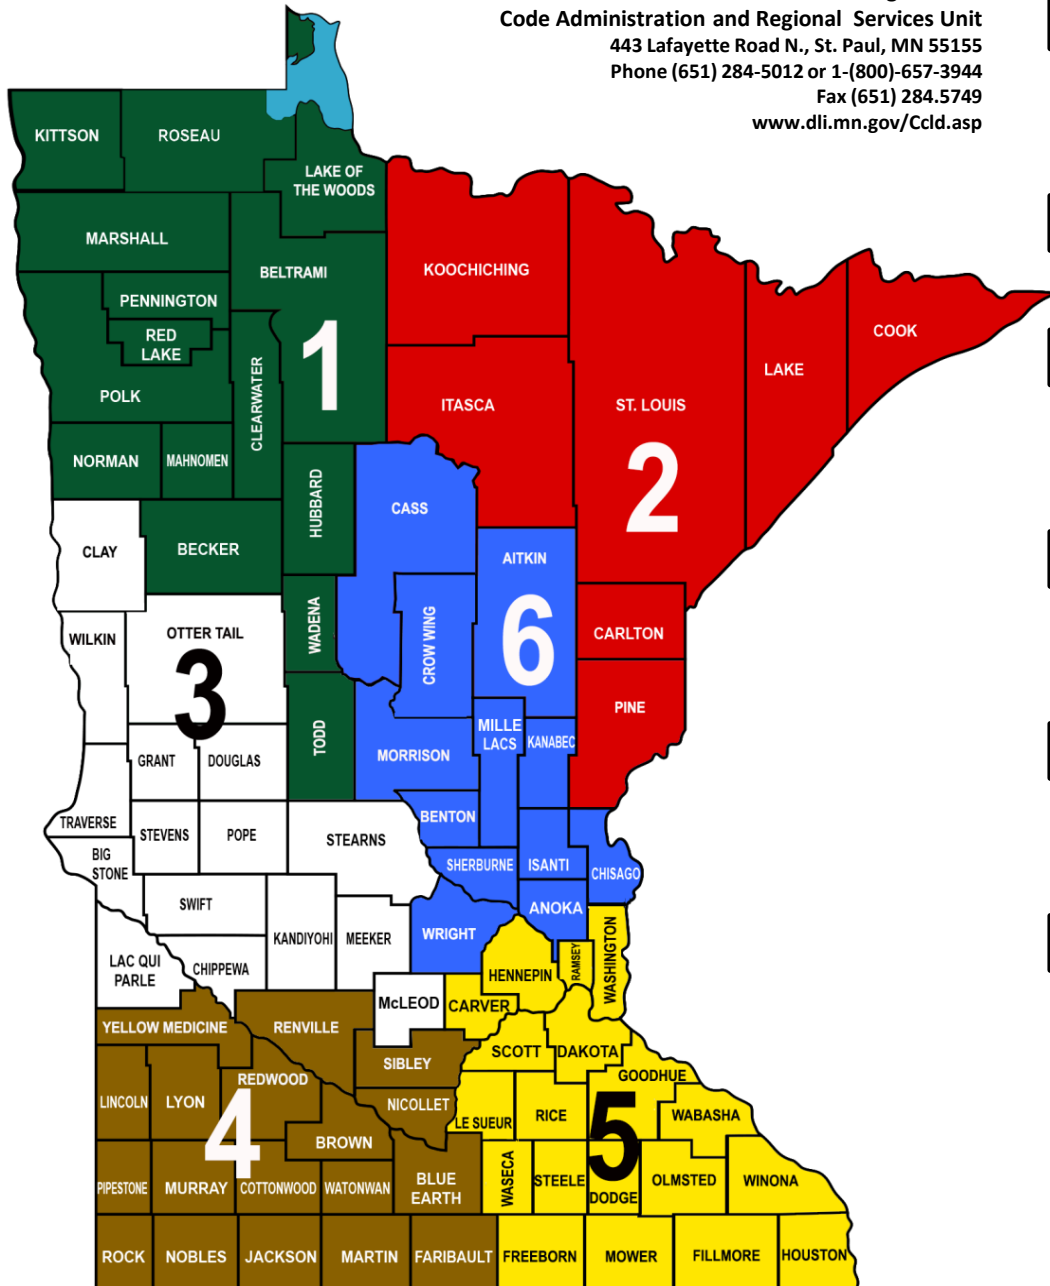 Code Administration and Regional Services Unit
443 Lafayette Road N., St. Paul, MN 55155
Phone (651) 284-5012 or 1-(800)-657-3944
Fax (651) 284.5749
www.dli.mn.gov/Ccld.asp
KITTSON
ROSEAU
LAKE OF
THE WOODS
MARSHALL
BELTRAMI
KOOCHICHING
PENNINGTON
RED
LAKE
1
COOK
LAKE
POLK
CLEARWATER
ITASCA
ST. LOUIS
NORMAN
MAHNOMEN
2
HUBBARD
CASS
CLAY
BECKER
AITKIN
WILKIN
OTTER TAIL
WADENA
CROW WING
6
CARLTON
3
PINE
MILLE
LACS
KANABEC
GRANT
DOUGLAS
TODD
MORRISON
TRAVERSE
STEVENS
POPE
STEARNS
BENTON
BIG
STONE
SHERBURNE
ISANTI
CHISAGO
SWIFT
ANOKA
KANDIYOHI
MEEKER
WRIGHT
LAC QUI
PARLE
CHIPPEWA
HENNEPIN
RAMSEY
WASHINGTON
McLEOD
CARVER
YELLOW MEDICINE
RENVILLE
SIBLEY
SCOTT
DAKOTA
REDWOOD
GOODHUE
LINCOLN
LYON
4
NICOLLET
LE SUEUR
RICE
5
WABASHA
BROWN
PIPESTONE
MURRAY
COTTONWOOD
WATONWAN
BLUE
EARTH
WASECA
STEELE
DODGE
OLMSTED
WINONA
ROCK
NOBLES
JACKSON
MARTIN
FARIBAULT
FREEBORN
MOWER
FILLMORE
HOUSTON